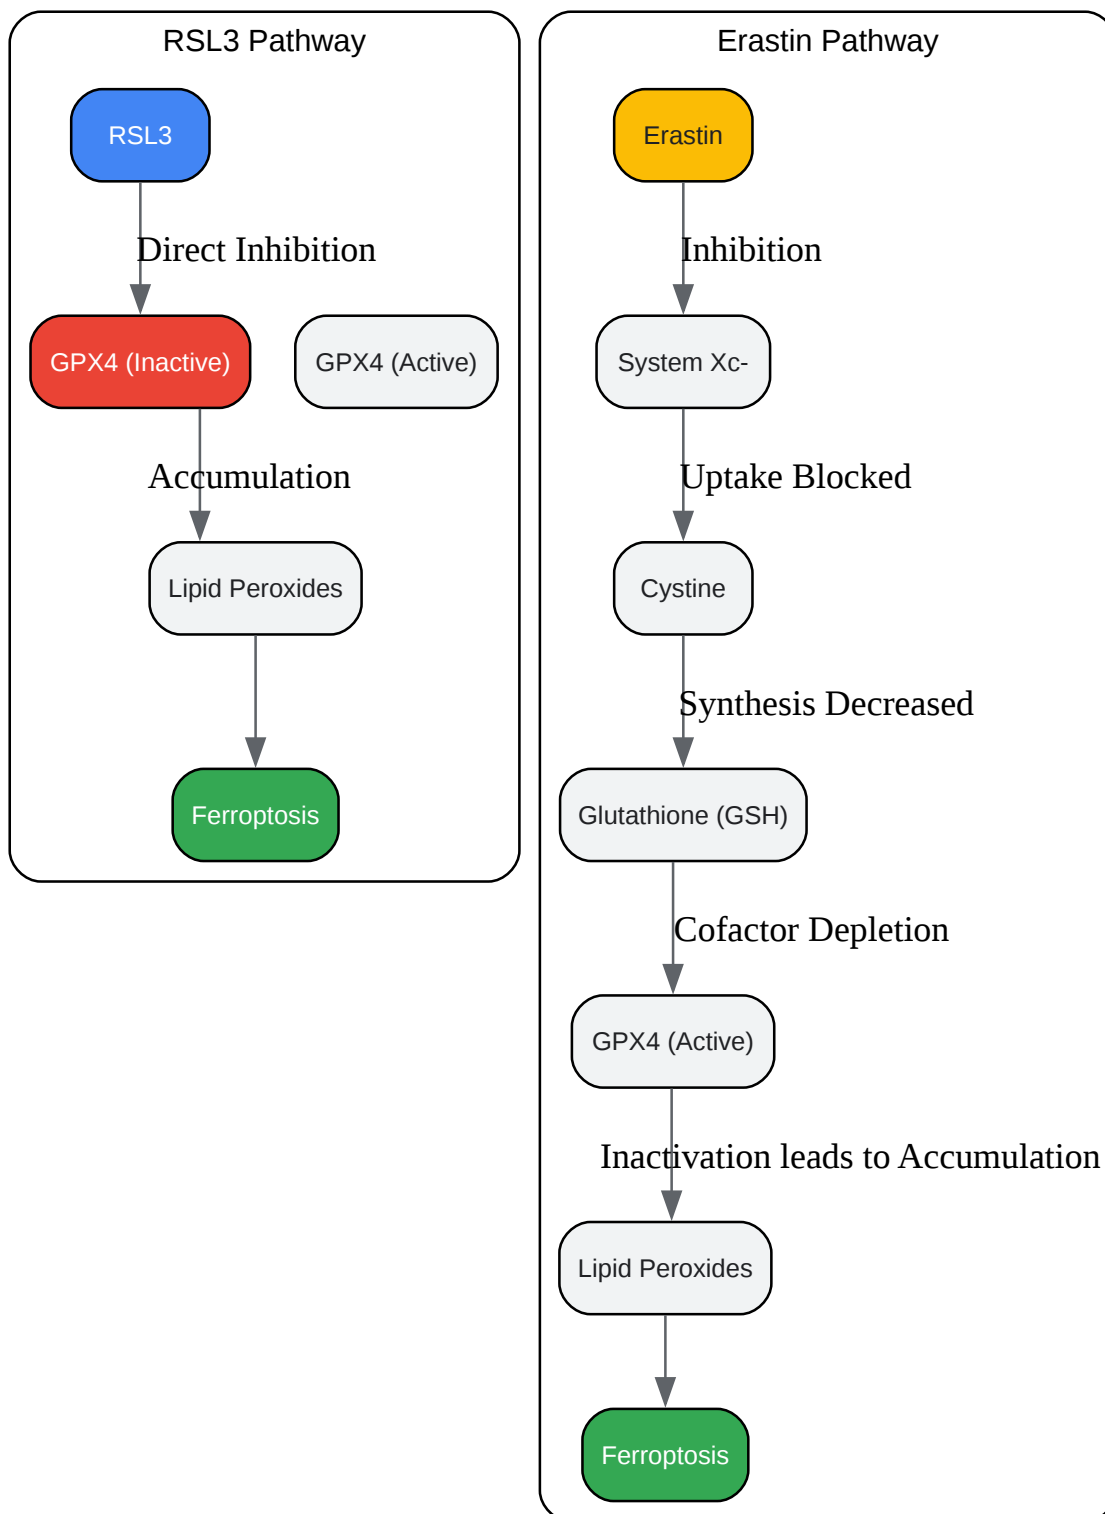 RSL3 Pathway
RSL3
Direct Inhibition
GPX4 (Inactive)
GPX4 (Active)
Accumulation
Lipid Peroxides
Ferroptosis
Erastin Pathway
Erastin
Inhibition
System Xc-
Uptake Blocked
Cystine
Synthesis Decreased
Glutathione (GSH)
Cofactor Depletion
GPX4 (Active)
Inactivation leads to Accumulation
Lipid Peroxides
Ferroptosis